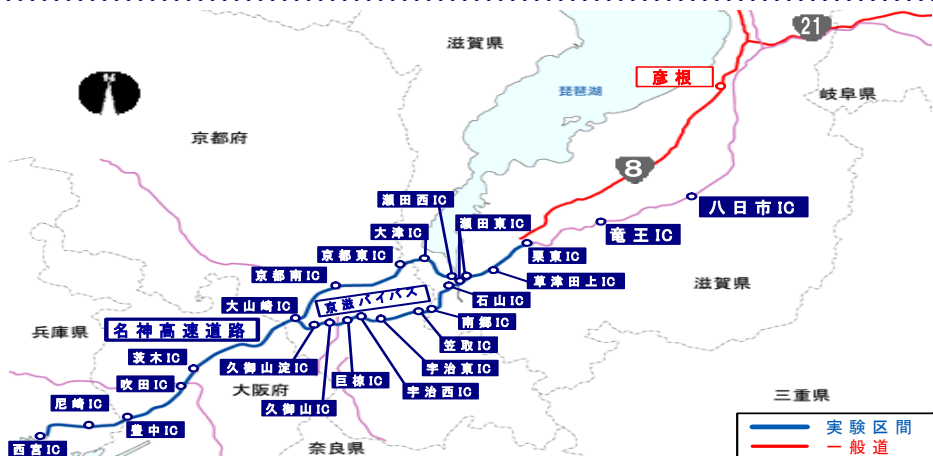 滋賀県
21
彦根
琵琶湖
岐阜県
京都府
8
瀬田西IC
八日市IC
瀬田東IC
大津IC
竜王IC
京都東IC
栗東IC
京都南IC
草津田上IC
滋賀県
京滋バイパス
石山IC
大山崎IC
南郷IC
兵庫県
名神高速道路
笠取IC
茨木IC
久御山淀IC
宇治東IC
巨椋IC
吹田IC
大阪府
宇治西IC
三重県
尼崎IC
久御山IC
豊中IC
実験区間
西宮IC
奈良県
一般道